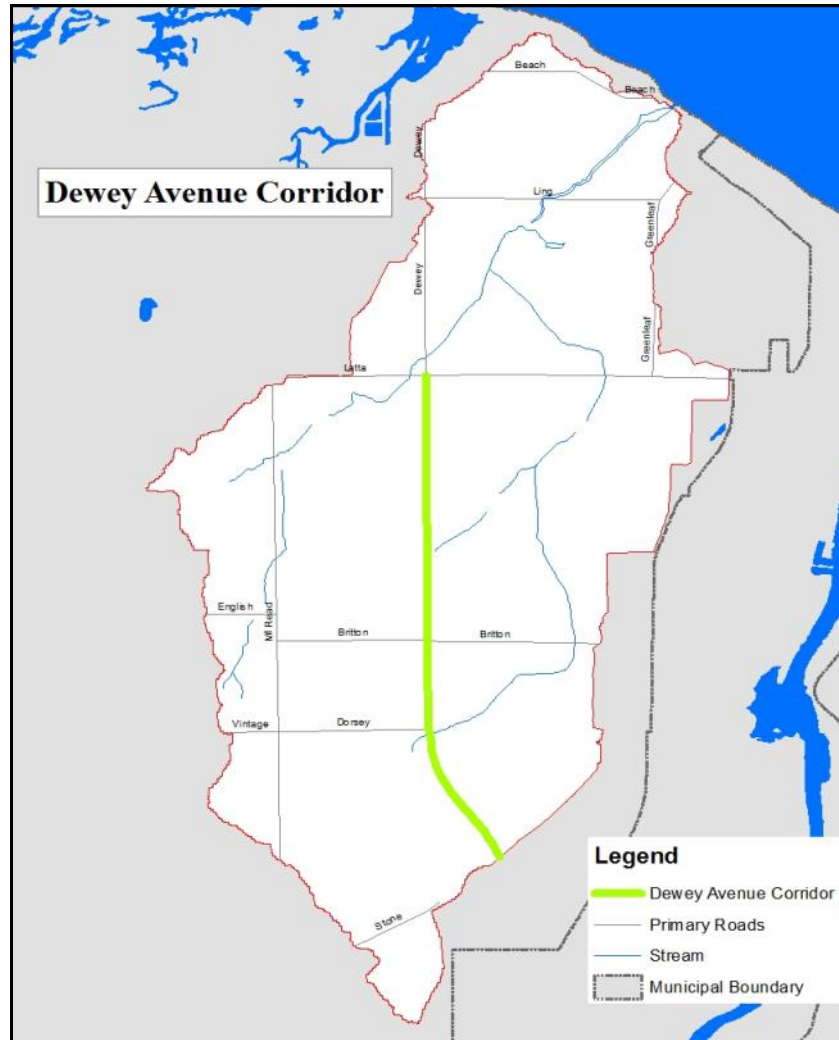 Beach
Beach
Dewey
Dewey Avenue Corridor
Ling
Greenleaf
Dewey
Greenleaf
Latta
English
Mt Read
Britton
Britton
Vintage
Dorsey
Stone
Legend
Dewey Avenue Corridor
Primary Roads
Stream
Municipal Boundary